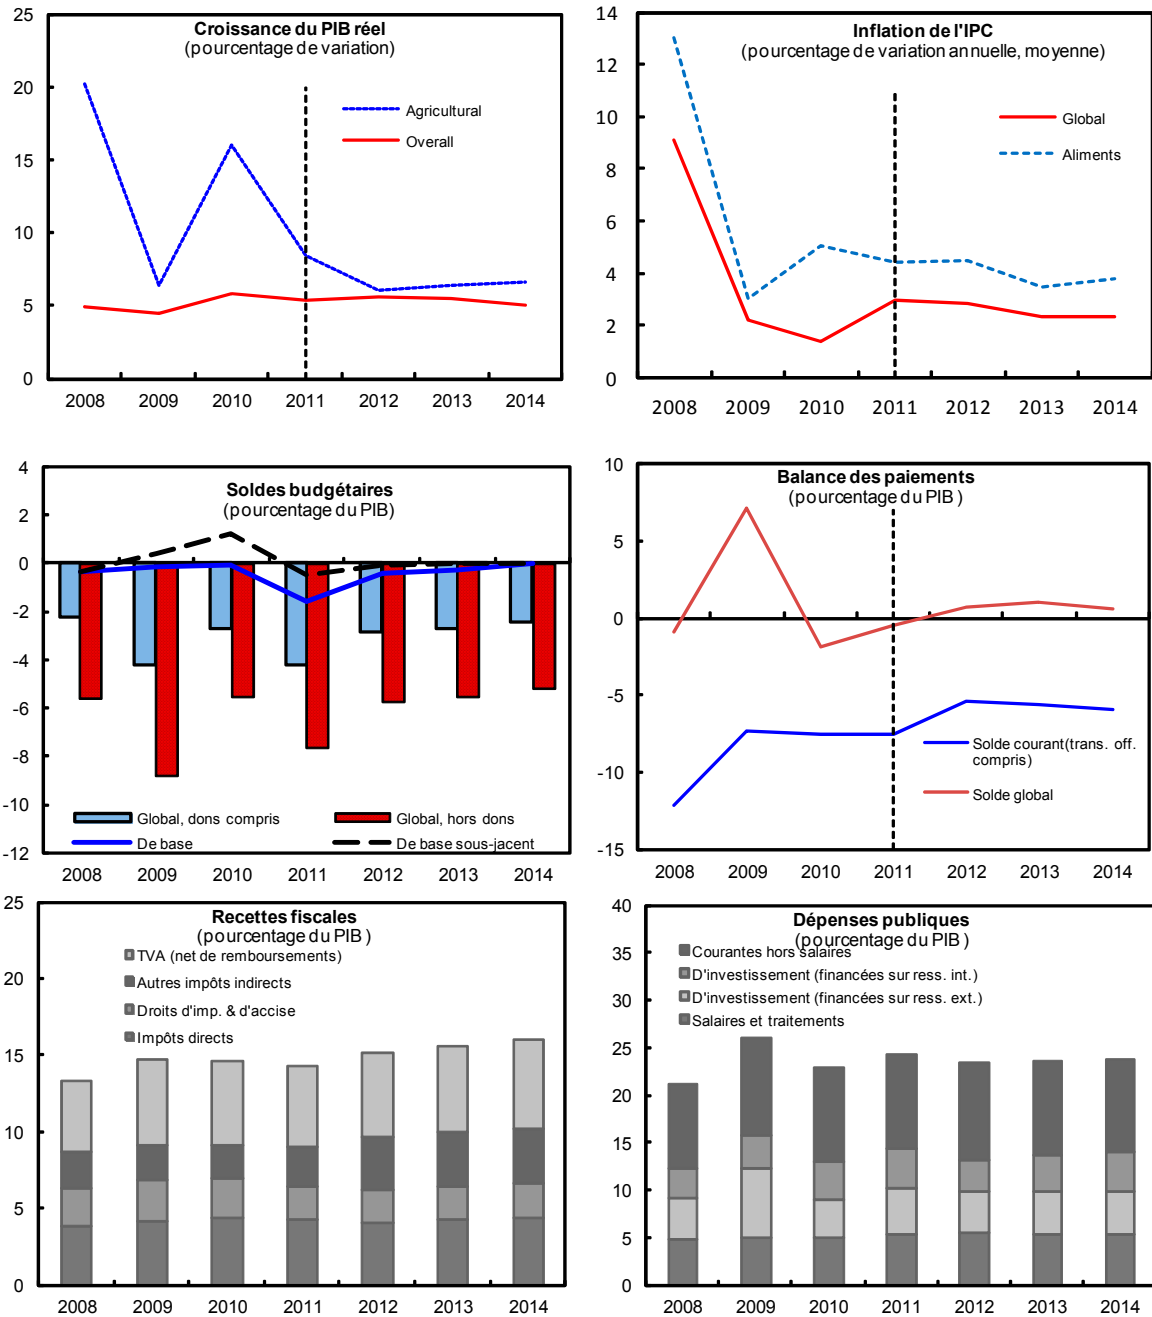 Croissance du PIB réel
(pourcentage de variation)
25
20
15
10
5
0
Agricultural
Overall
2008 2009 2010 2011 2012 2013 2014
Inflation de l'IPC
(pourcentage de variation annuelle, moyenne)
14
12
10
8
6
4
2
0
Global
Aliments
2008 2009 2010 2011 2012 2013 2014
Soldes budgétaires
(pourcentage du PIB)
4
2
0
-2
-4
-6
-8
-10
-12
Global, dons compris
Global, hors dons
De base
De base sous-jacent
2008 2009 2010 2011 2012 2013 2014
Balance des paiements
(pourcentage du PIB )
10
5
0
-5
-10
-15
Solde courant(trans. off.
compris)
Solde global
2008 2009 2010 2011 2012 2013 2014
Recettes fiscales
(pourcentage du PIB )
25
20
15
10
5
0
TVA (net de remboursements)
Autres impôts indirects
Droits d'imp. & d'accise
Impôts directs
2008 2009 2010 2011 2012 2013 2014
Dépenses publiques
(pourcentage du PIB )
40
35
30
25
20
15
10
5
0
Courantes hors salaires
D'investissement (financées sur ress. int.)
D'investissement (financées sur ress. ext.)
Salaires et traitements
2008 2009 2010 2011 2012 2013 2014